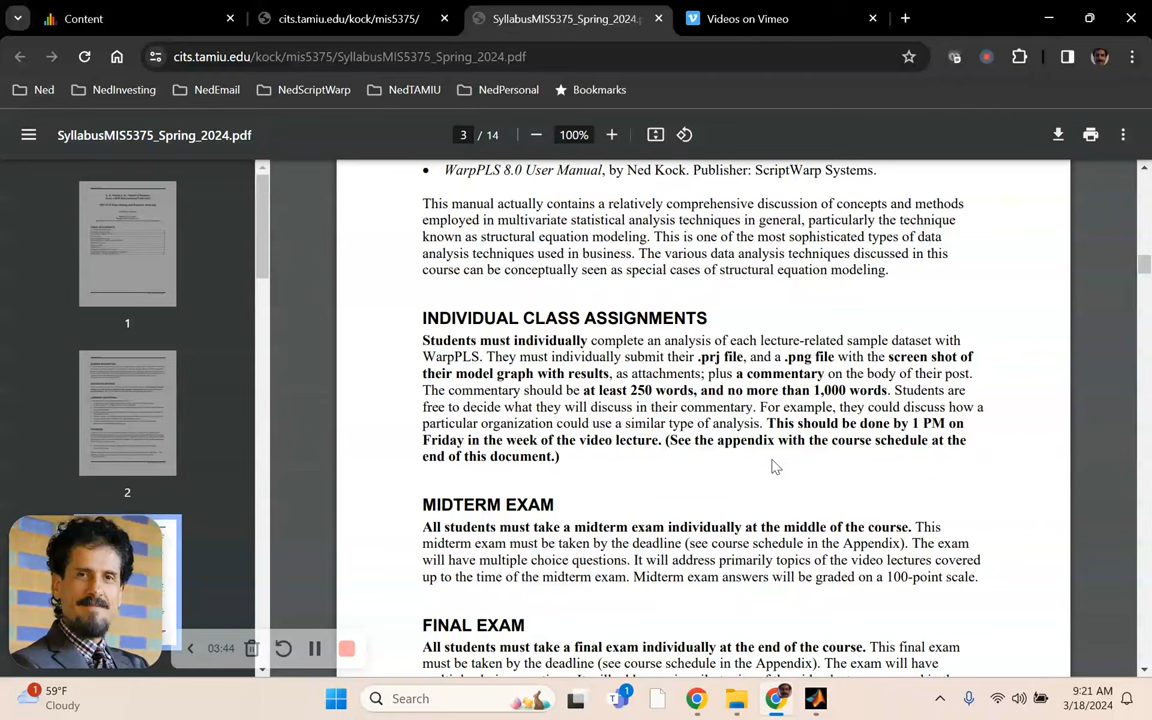 Content
cits.tamiu.edu/kock/mis5375/
SyllabusMIS5375_Spring_2024.p
Videos on Vimeo
cits.tamiu.edu/kock/mis5375/SyllabusMIS5375_Spring_2024.pdf
Ned
NedInvesting
NedEmail
NedScriptWarp
NedTAMIU
NedPersonal
Bookmarks
SyllabusMIS5375_Spring_2024.pdf
3 / 14
100%
1
2
• WarpPLS 8.0 User Manual, by Ned Kock. Publisher: ScriptWarp Systems.
This manual actually contains a relatively comprehensive discussion of concepts and methods
employed in multivariate statistical analysis techniques in general, particularly the technique
known as structural equation modeling. This is one of the most sophisticated types of data
analysis techniques used in business. The various data analysis techniques discussed in this
course can be conceptually seen as special cases of structural equation modeling.
INDIVIDUAL CLASS ASSIGNMENTS
Students must individually complete an analysis of each lecture-related sample dataset with
WarpPLS. They must individually submit their .prj file, and a .png file with the screen shot of
their model graph with results, as attachments; plus a commentary on the body of their post.
The commentary should be at least 250 words, and no more than 1,000 words. Students are
free to decide what they will discuss in their commentary. For example, they could discuss how a
particular organization could use a similar type of analysis. This should be done by 1 PM on
Friday in the week of the video lecture. (See the appendix with the course schedule at the
end of this document.)
MIDTERM EXAM
All students must take a midterm exam individually at the middle of the course. This
midterm exam must be taken by the deadline (see course schedule in the Appendix). The exam
will have multiple choice questions. It will address primarily topics of the video lectures covered
up to the time of the midterm exam. Midterm exam answers will be graded on a 100-point scale.
FINAL EXAM
All students must take a final exam individually at the end of the course. This final exam
must be taken by the deadline (see course schedule in the Appendix). The exam will have
03:44
1
59°F
Cloudy
Search
1
9:21 AM
3/18/2024